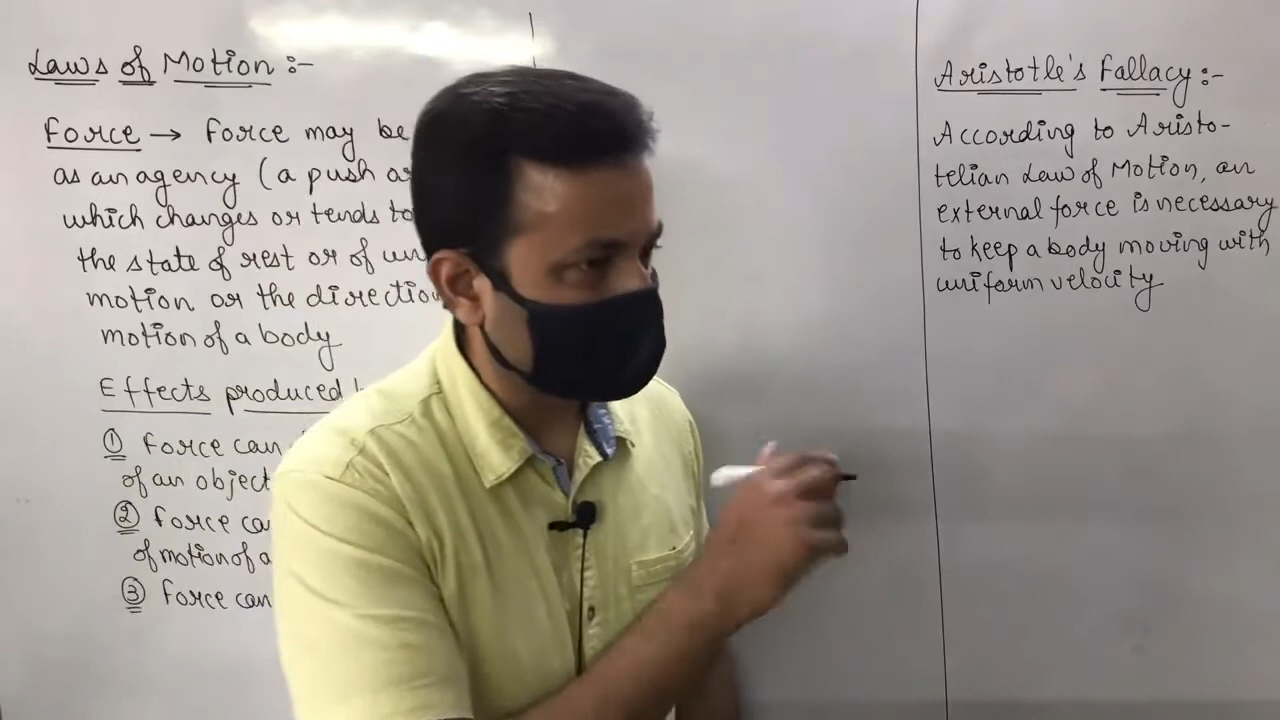 Laws of Motion :-
Force → Force may be
as an agency (a push or
which changes or tends to
the state of rest or of
motion or the
motion of a body
Effects produced
① Force can
of an object
② Force
of motion of a
③ Force can
Aristotle's Fallacy :-
According to Aristo-
telian Law of Motion, an
external force is necessary
to keep a body moving with
uniform velocity